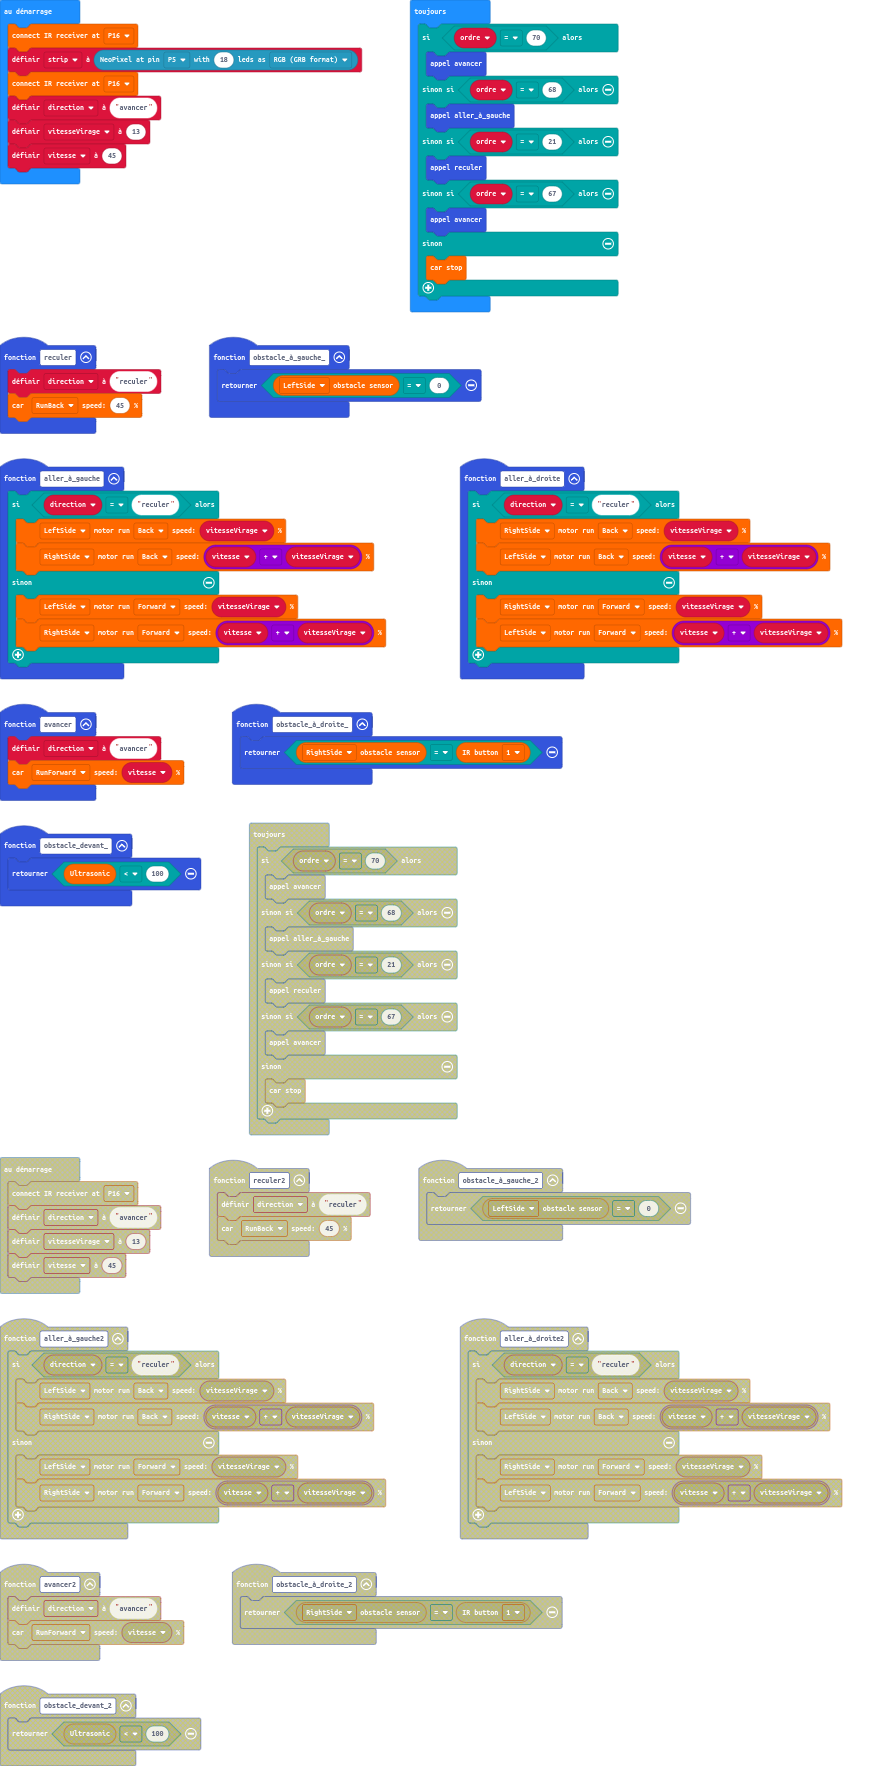 au démarrage
connect IR receiver at P16
définir strip à NeoPixel at pin P5 with 18 leds as RGB (GRB format)
connect IR receiver at P16
définir direction à "avancer"
définir vitesseVirage à 13
définir vitesse à 45
toujours
si ordre = 70 alors
appel avancer
sinon si ordre = 68 alors
appel aller_à_gauche
sinon si ordre = 21 alors
appel reculer
sinon si ordre = 67 alors
appel avancer
sinon
car stop
fonction reculer
définir direction à "reculer"
car RunBack speed: 45 %
fonction obstacle_à_gauche_
retourner LeftSide obstacle sensor = 0
fonction aller_à_gauche
si direction = "reculer" alors
LeftSide motor run Back speed: vitesseVirage %
RightSide motor run Back speed: vitesse + vitesseVirage %
sinon
LeftSide motor run Forward speed: vitesseVirage %
RightSide motor run Forward speed: vitesse + vitesseVirage %
fonction aller_à_droite
si direction = "reculer" alors
RightSide motor run Back speed: vitesseVirage %
LeftSide motor run Back speed: vitesse + vitesseVirage %
sinon
RightSide motor run Forward speed: vitesseVirage %
LeftSide motor run Forward speed: vitesse + vitesseVirage %
fonction avancer
définir direction à "avancer"
car RunForward speed: vitesse %
fonction obstacle_à_droite_
retourner RightSide obstacle sensor = IR button 1
fonction obstacle_devant_
retourner Ultrasonic < 100
toujours
si ordre = 70 alors
appel avancer
sinon si ordre = 68 alors
appel aller_à_gauche
sinon si ordre = 21 alors
appel reculer
sinon si ordre = 67 alors
appel avancer
sinon
car stop
au démarrage
connect IR receiver at P16
définir direction à "avancer"
définir vitesseVirage à 13
définir vitesse à 45
fonction reculer2
définir direction à "reculer"
car RunBack speed: 45 %
fonction obstacle_à_gauche_2
retourner LeftSide obstacle sensor = 0
fonction aller_à_gauche2
si direction = "reculer" alors
LeftSide motor run Back speed: vitesseVirage %
RightSide motor run Back speed: vitesse + vitesseVirage %
sinon
LeftSide motor run Forward speed: vitesseVirage %
RightSide motor run Forward speed: vitesse + vitesseVirage %
fonction aller_à_droite2
si direction = "reculer" alors
RightSide motor run Back speed: vitesseVirage %
LeftSide motor run Back speed: vitesse + vitesseVirage %
sinon
RightSide motor run Forward speed: vitesseVirage %
LeftSide motor run Forward speed: vitesse + vitesseVirage %
fonction avancer2
définir direction à "avancer"
car RunForward speed: vitesse %
fonction obstacle_à_droite_2
retourner RightSide obstacle sensor = IR button 1
fonction obstacle_devant_2
retourner Ultrasonic < 100